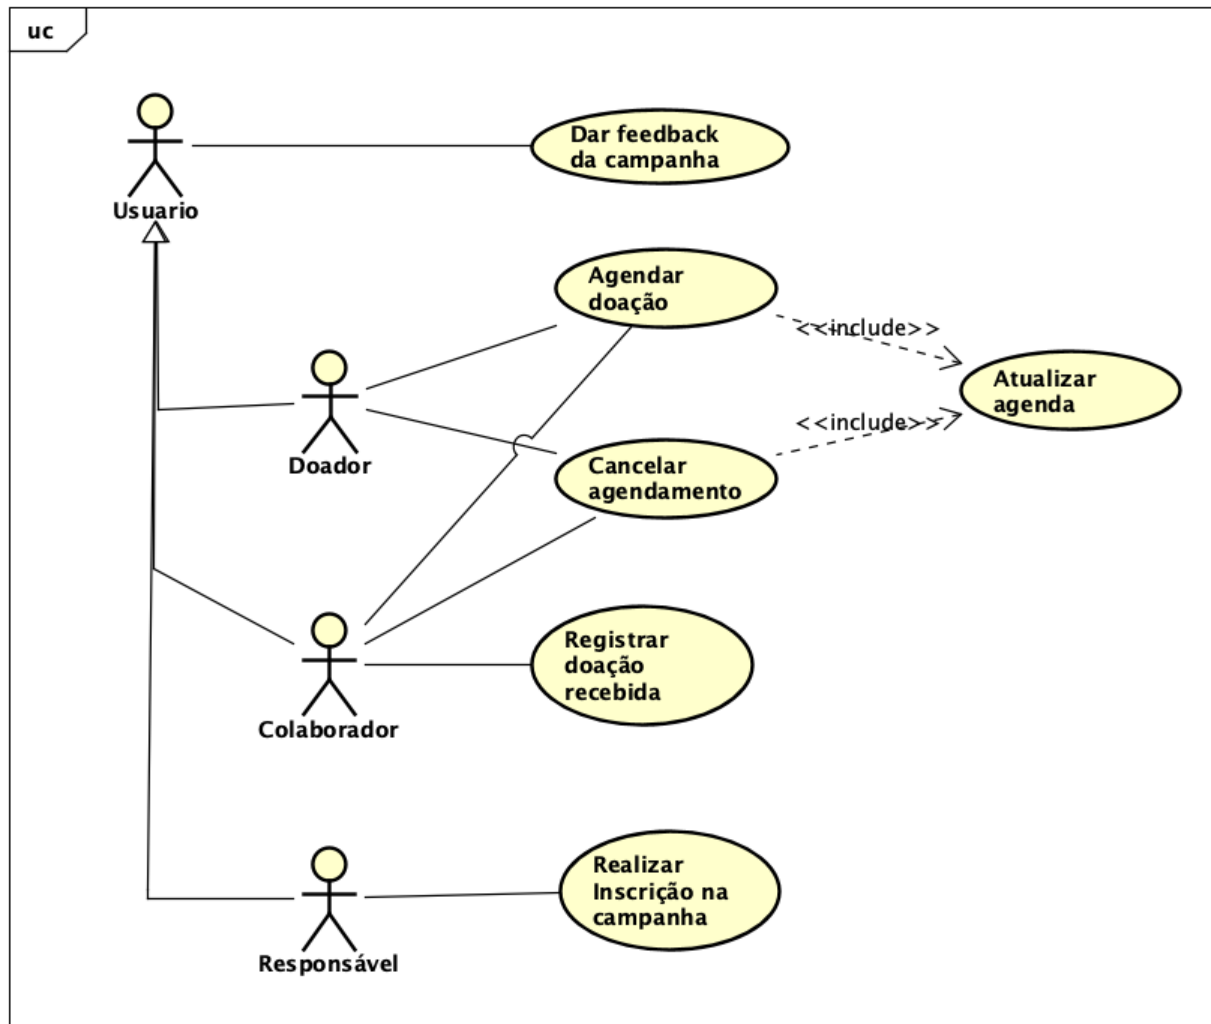 uc
Dar feedback
da campanha
Usuario
Agendar
doação
<<include>>
Atualizar
agenda
<<include>>
Doador
Cancelar
agendamento
Registrar
doação
recebida
Colaborador
Realizar
Inscrição na
campanha
Responsável